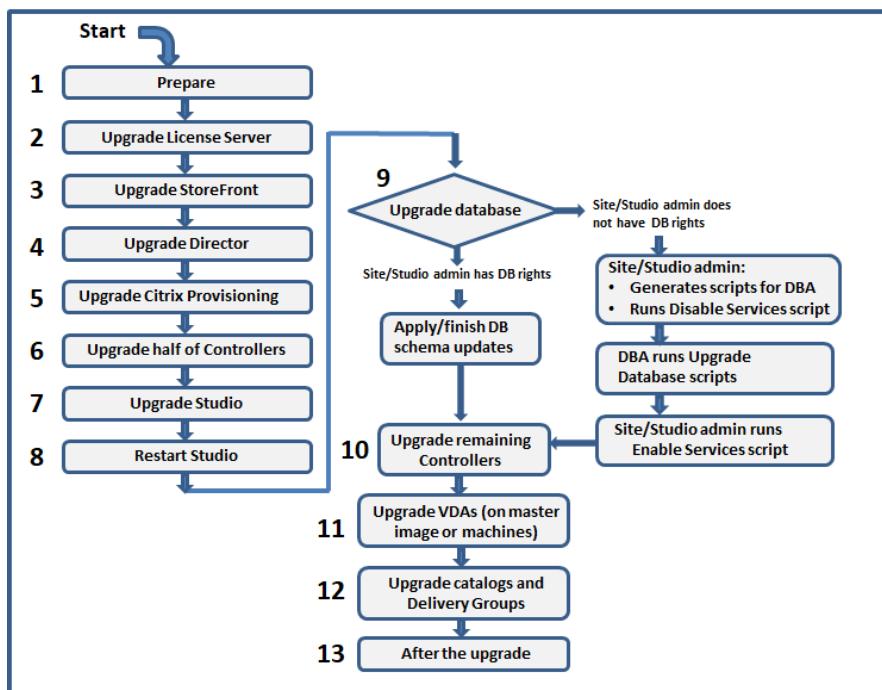 Start
1
Prepare
2
Upgrade License Server
3
Upgrade StoreFront
4
Upgrade Director
5
Upgrade Citrix Provisioning
6
Upgrade half of Controllers
7
Upgrade Studio
8
Restart Studio
9
Upgrade database
Site/Studio admin has DB rights
Apply/finish DB
schema updates
Site/Studio admin does
not have DB rights
Site/Studio admin:
• Generates scripts for DBA
• Runs Disable Services script
DBA runs Upgrade
Database scripts
Site/Studio admin runs
Enable Services script
10
Upgrade remaining
Controllers
11
Upgrade VDAs (on master
image or machines)
12
Upgrade catalogs and
Delivery Groups
13
After the upgrade